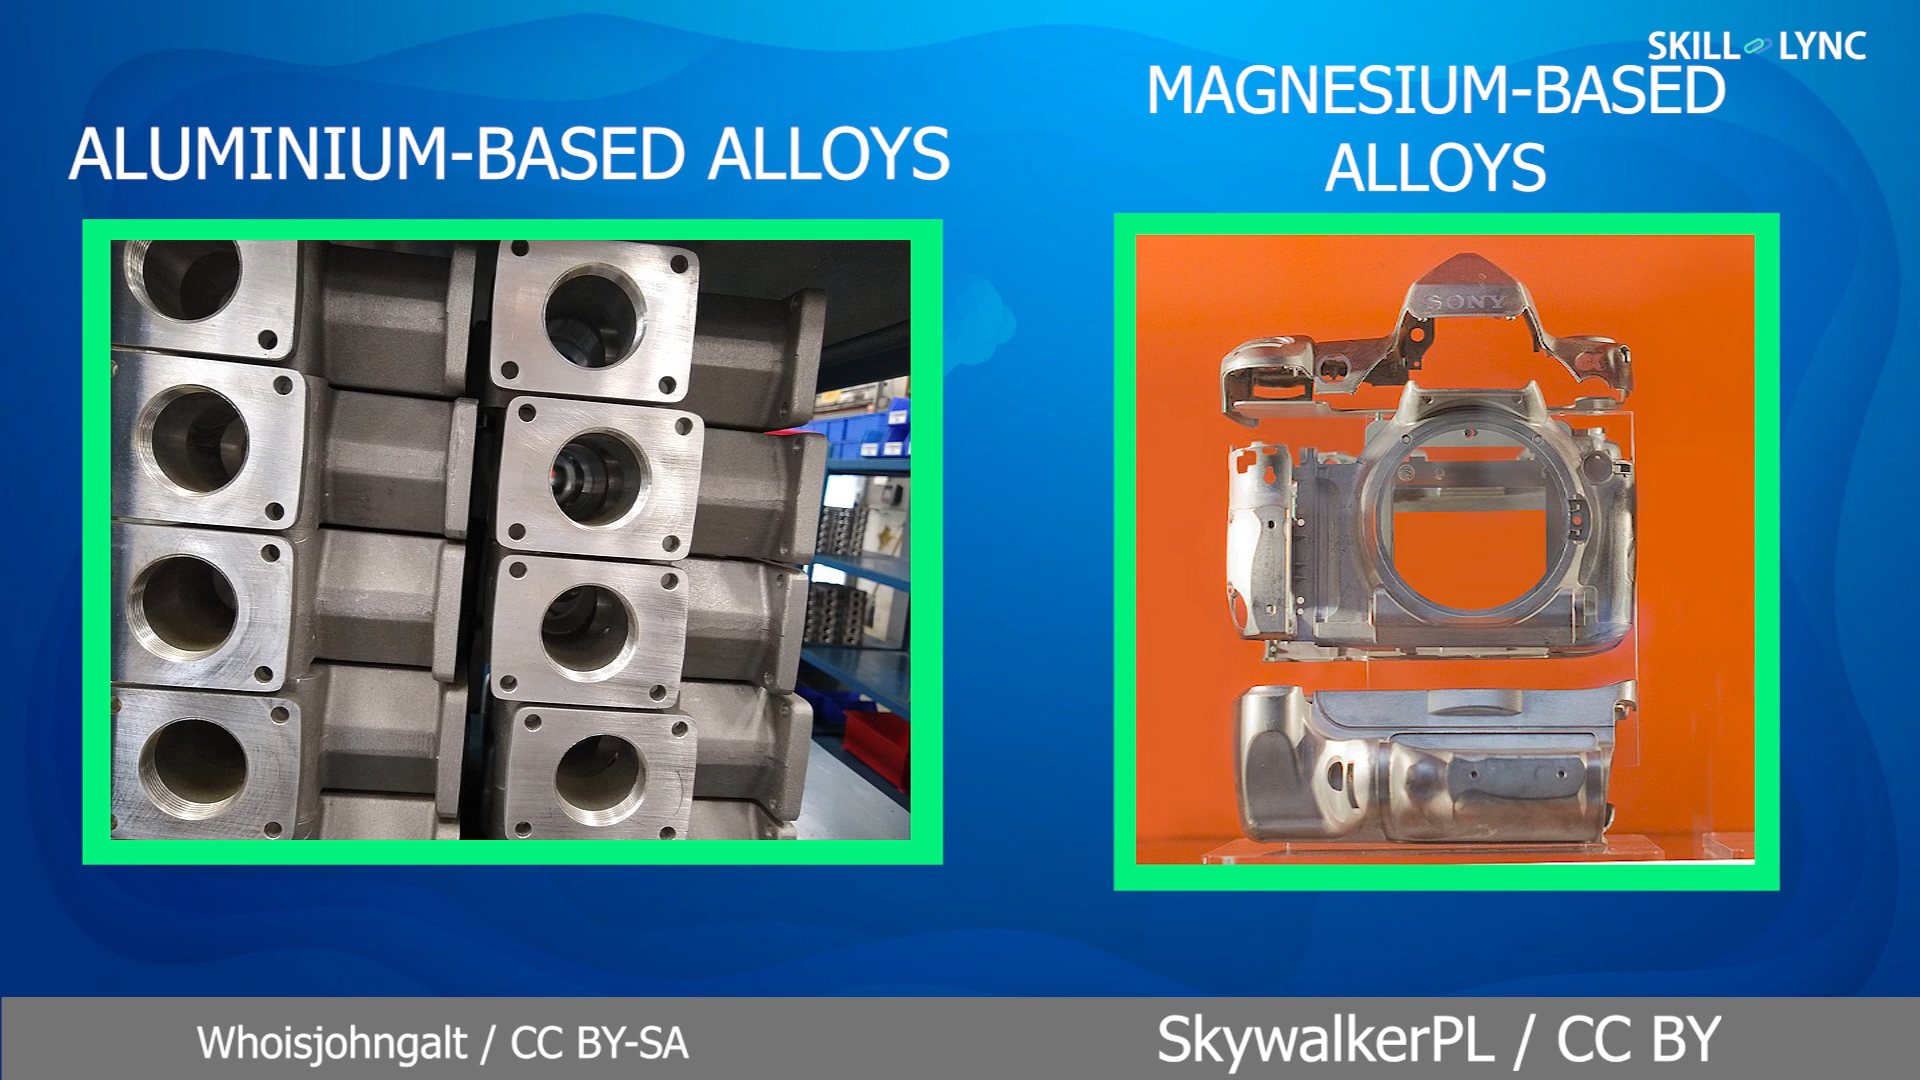 SKILL LYNC
ALUMINIUM-BASED ALLOYS
MAGNESIUM-BASED
ALLOYS
SONY
Whoisjohngalt / CC BY-SA
SkywalkerPL / CC BY